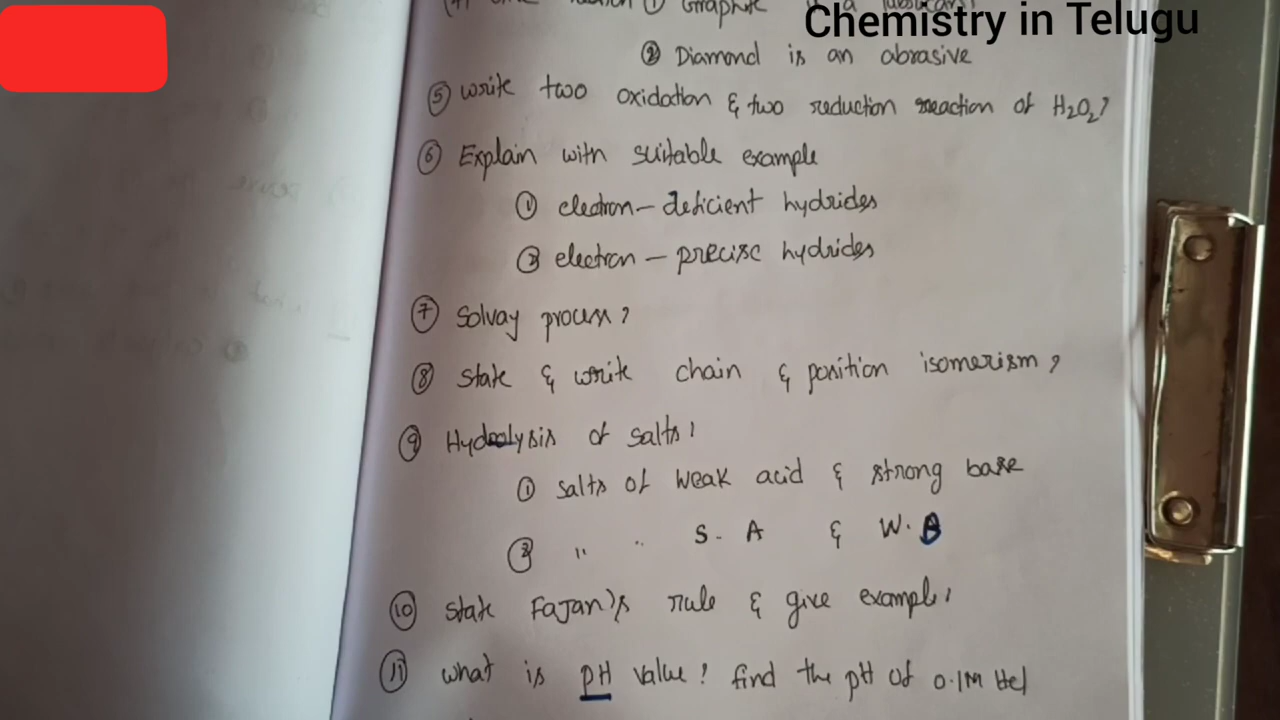 Chemistry in Telugu
① Graphite
② Diamond is an abrasive
⑤ write two oxidation & two reduction reaction of H₂O₂?
⑥ Explain with suitable example
① electron - deficient hydrides
② electron - precise hydrides
⑦ Solvay process?
⑧ state & write chain & position isomerism?
⑨ Hydrolysis of salts?
① salts of weak acid & strong base
② " " S. A & W. B
⑩ state Fajan's rule & give example?
⑪ what is pH value? find the pH of 0.1M Hcl